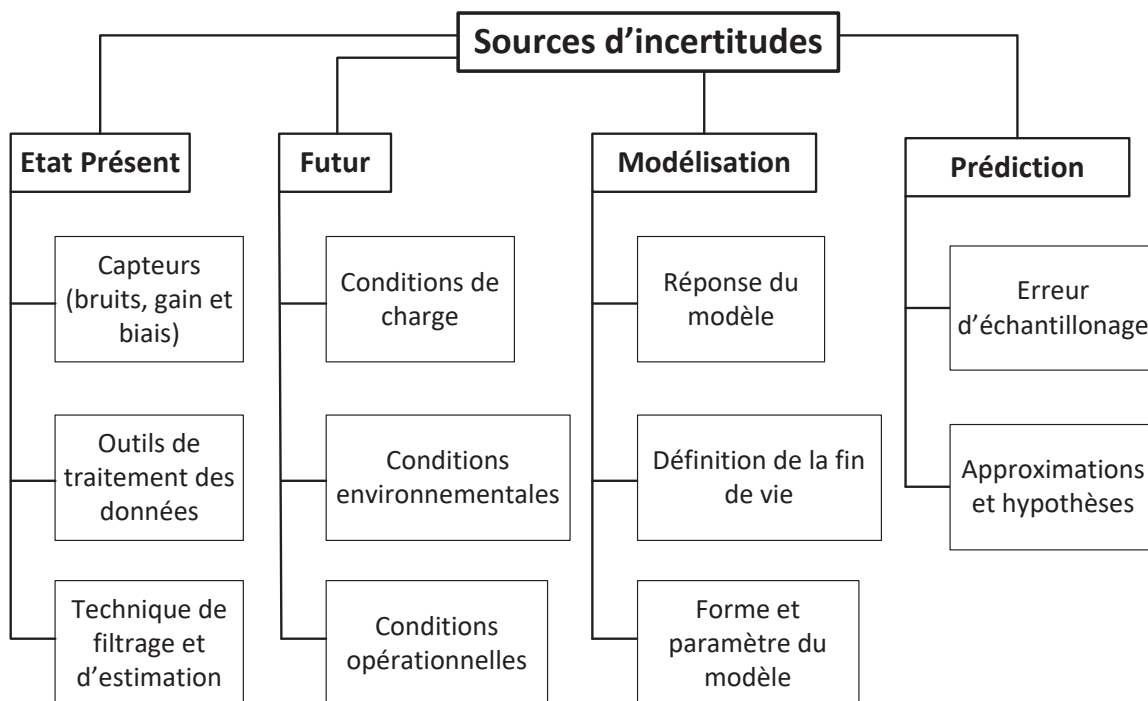 Sources d’incertitudes
Etat Présent
Capteurs
(bruits, gain et
biais)
Outils de
traitement des
données
Technique de
filtrage et
d’estimation
Futur
Conditions de
charge
Conditions
environnementales
Conditions
opérationnelles
Modélisation
Réponse du
modèle
Définition de la fin
de vie
Forme et
paramètre du
modèle
Prédiction
Erreur
d’échantillonage
Approximations
et hypothèses